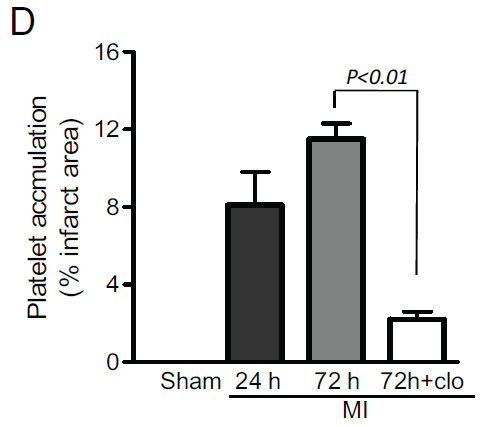 D
Platelet accmulation
(% infarct area)
16
12
8
4
0
P<0.01
Sham 24 h 72 h 72h+clo
MI